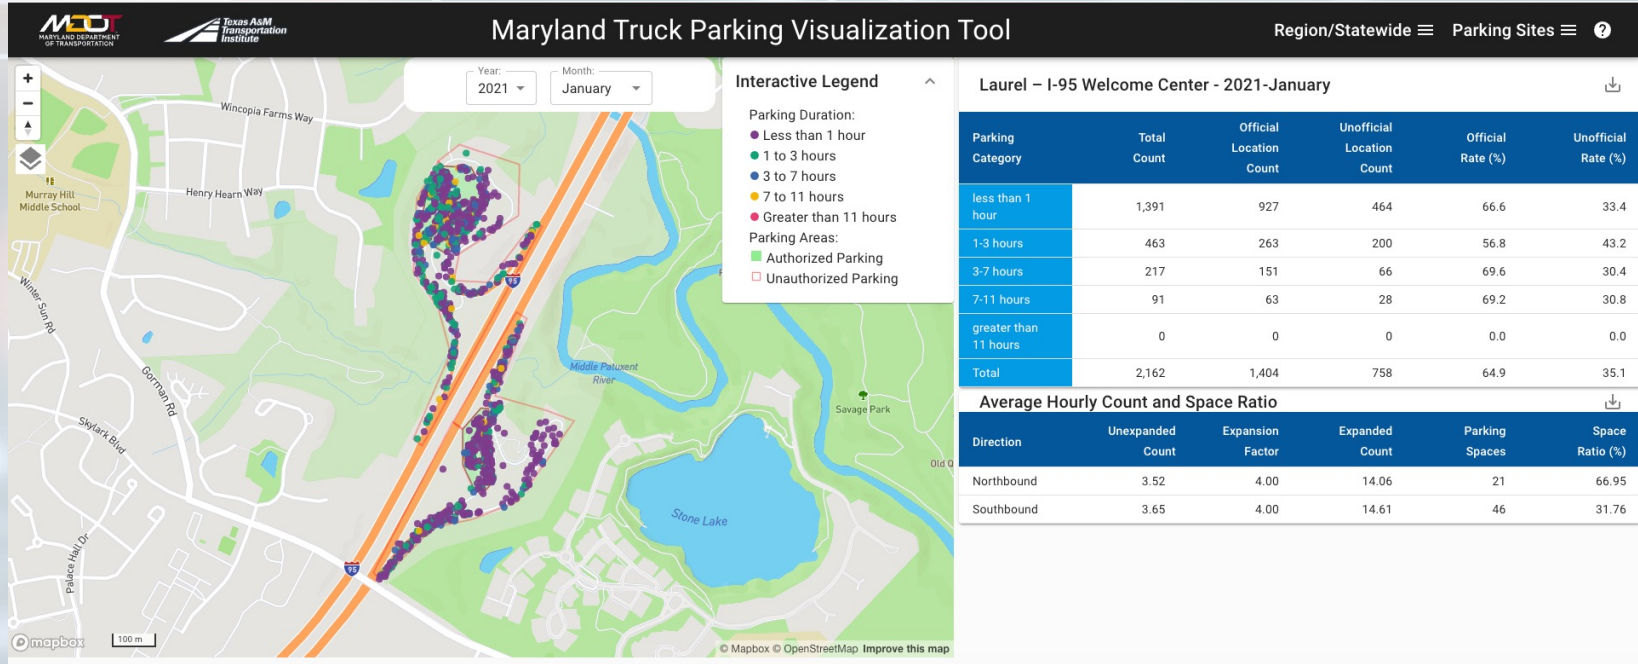 MDOT
MARYLAND DEPARTMENT
OF TRANSPORTATION
Texas A&M
Transportation
Institute
Maryland Truck Parking Visualization Tool
Region/Statewide
Parking Sites
?
+
−
Year:
2021
Month:
January
Interactive Legend
Parking Duration:
Less than 1 hour
1 to 3 hours
3 to 7 hours
7 to 11 hours
Greater than 11 hours
Parking Areas:
Authorized Parking
Unauthorized Parking
Wincopia Farms Way
Murray Hill
Middle School
Henry Hearn Way
Winter Sun Rd
Gorman Rd
Skylark Blvd
Palace Hall Dr
95
95
Middle Patuxent
River
Savage Park
Old O
Stone Lake
mapbox
100 m
© Mapbox © OpenStreetMap Improve this map
Laurel – I-95 Welcome Center - 2021-January
Parking Category Total Count Official Location Count Unofficial Location Count Official Rate (%) Unofficial Rate (%)
less than 1 hour 1,391 927 464 66.6 33.4
1-3 hours 463 263 200 56.8 43.2
3-7 hours 217 151 66 69.6 30.4
7-11 hours 91 63 28 69.2 30.8
greater than 11 hours 0 0 0 0.0 0.0
Total 2,162 1,404 758 64.9 35.1
Average Hourly Count and Space Ratio
Direction Unexpanded Count Expansion Factor Expanded Count Parking Spaces Space Ratio (%)
Northbound 3.52 4.00 14.06 21 66.95
Southbound 3.65 4.00 14.61 46 31.76